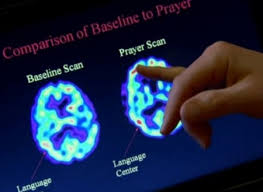 Comparison of Baseline to Prayer
Baseline Scan
Prayer Scan
Language
Language
Center